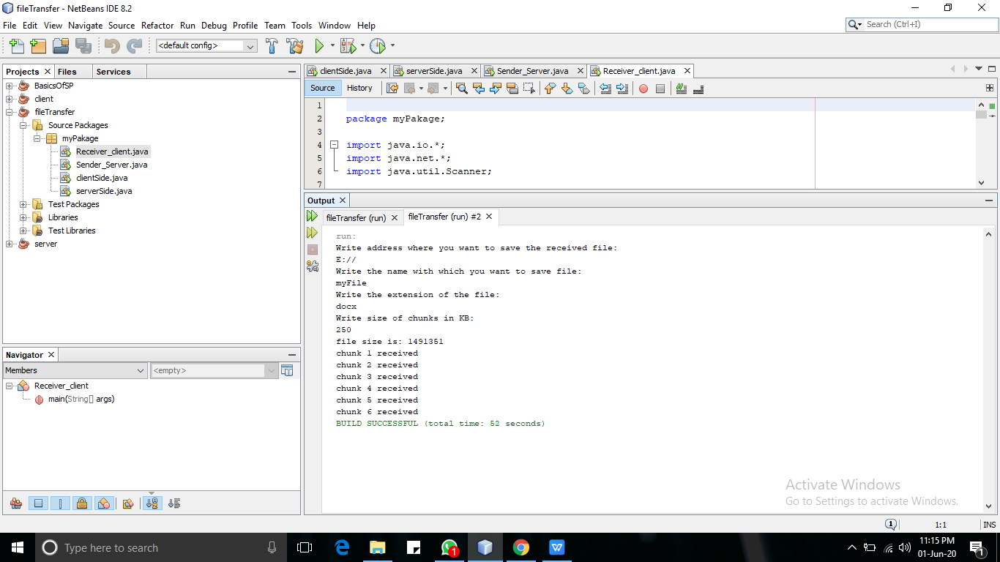 fileTransfer - NetBeans IDE 8.2
File Edit View Navigate Source Refactor Run Debug Profile Team Tools Window Help
Search (Ctrl+I)
<default config>
Projects Files Services
BasicsOfSP
client
fileTransfer
Source Packages
myPakage
Receiver_client.java
Sender_Server.java
clientSide.java
serverSide.java
Test Packages
Libraries
Test Libraries
server
Navigator
Members
<empty>
Receiver_client
main(String[] args)
clientSide.java serverSide.java Sender_Server.java Receiver_client.java
Source History
1
2 package myPakage;
3
4 import java.io.*;
5 import java.net.*;
6 import java.util.Scanner;
7
Output
fileTransfer (run) fileTransfer (run) #2
run:
Write address where you want to save the received file:
E://
Write the name with which you want to save file:
myFile
Write the extension of the file:
docx
Write size of chunks in KB:
250
file size is: 1491351
chunk 1 received
chunk 2 received
chunk 3 received
chunk 4 received
chunk 5 received
chunk 6 received
BUILD SUCCESSFUL (total time: 52 seconds)
Activate Windows
Go to Settings to activate Windows.
1 1:1 INS
Type here to search
1
W
11:15 PM
01-Jun-20
1